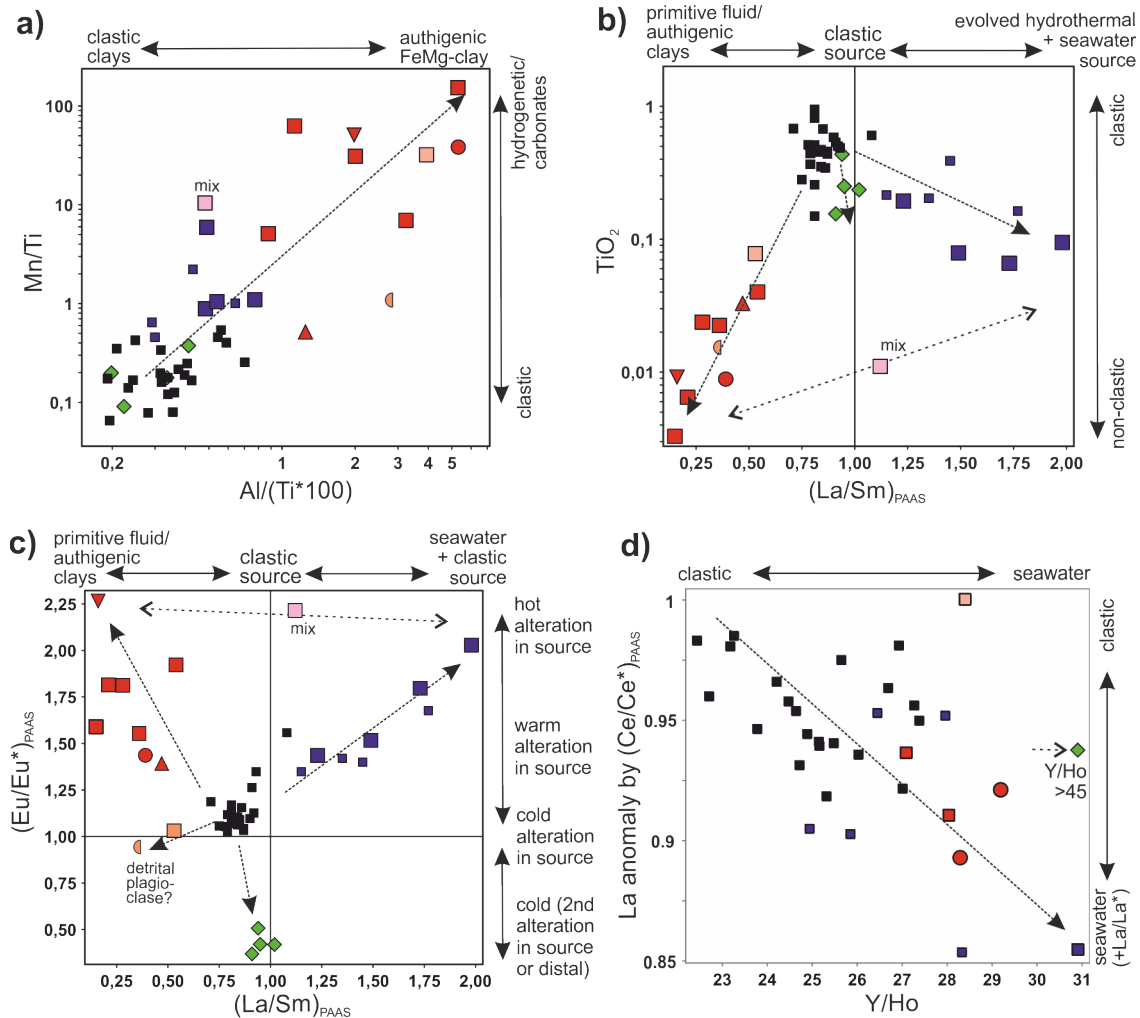 a)
clastic
clays
authigenic
FeMg-clay
Mn/Ti
100
10
1
0,1
mix
hydrogenetic/
carbonates
clastic
0,2
1
2
3
4
5
Al/(Ti*100)
b)
primitive fluid/
authigenic
clays
clastic
source
evolved hydrothermal
+ seawater
source
TiO2
1
0,1
0,01
mix
clastic
non-clastic
0,25
0,50
0,75
1,00
1,25
1,50
1,75
2,00
(La/Sm)PAAS
c)
primitive fluid/
authigenic
clays
clastic
source
seawater
+ clastic
source
(Eu/Eu*)PAAS
2,25
2,00
1,75
1,50
1,25
1,00
0,75
0,50
mix
detrital
plagio-
clase?
hot
alteration
in source
warm
alteration
in source
cold
alteration
in source
cold (2nd
alteration
in source
or distal)
0,25
0,50
0,75
1,00
1,25
1,50
1,75
2,00
(La/Sm)PAAS
d)
clastic
seawater
La anomaly by (Ce/Ce*)PAAS
1
0.95
0.9
0.85
Y/Ho
>45
clastic
seawater
(+La/La*)
23
24
25
26
27
28
29
30
31
Y/Ho